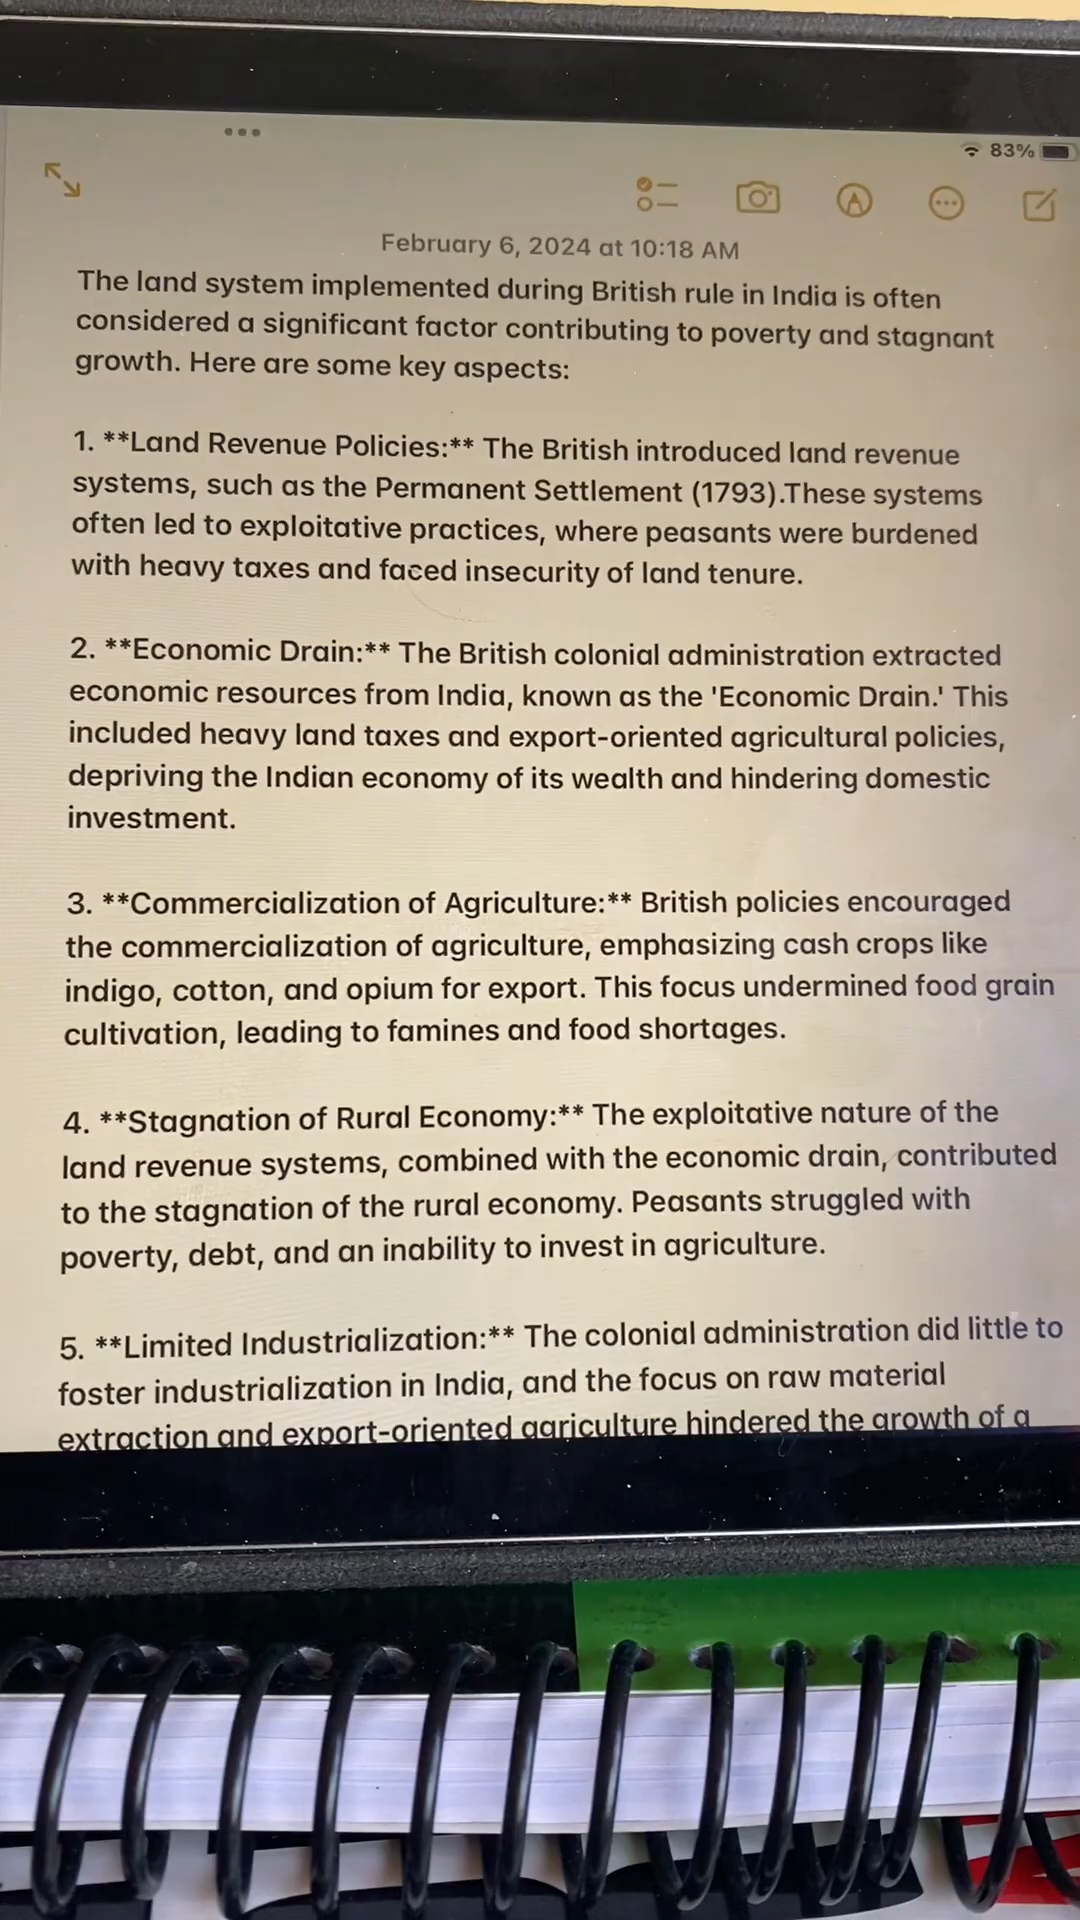 83%
February 6, 2024 at 10:18 AM
The land system implemented during British rule in India is often
considered a significant factor contributing to poverty and stagnant
growth. Here are some key aspects:
1. **Land Revenue Policies:** The British introduced land revenue
systems, such as the Permanent Settlement (1793).These systems
often led to exploitative practices, where peasants were burdened
with heavy taxes and faced insecurity of land tenure.
2. **Economic Drain:** The British colonial administration extracted
economic resources from India, known as the 'Economic Drain.' This
included heavy land taxes and export-oriented agricultural policies,
depriving the Indian economy of its wealth and hindering domestic
investment.
3. **Commercialization of Agriculture:** British policies encouraged
the commercialization of agriculture, emphasizing cash crops like
indigo, cotton, and opium for export. This focus undermined food grain
cultivation, leading to famines and food shortages.
4. **Stagnation of Rural Economy:** The exploitative nature of the
land revenue systems, combined with the economic drain, contributed
to the stagnation of the rural economy. Peasants struggled with
poverty, debt, and an inability to invest in agriculture.
5. **Limited Industrialization:** The colonial administration did little to
foster industrialization in India, and the focus on raw material
extraction and export-oriented agriculture hindered the growth of a